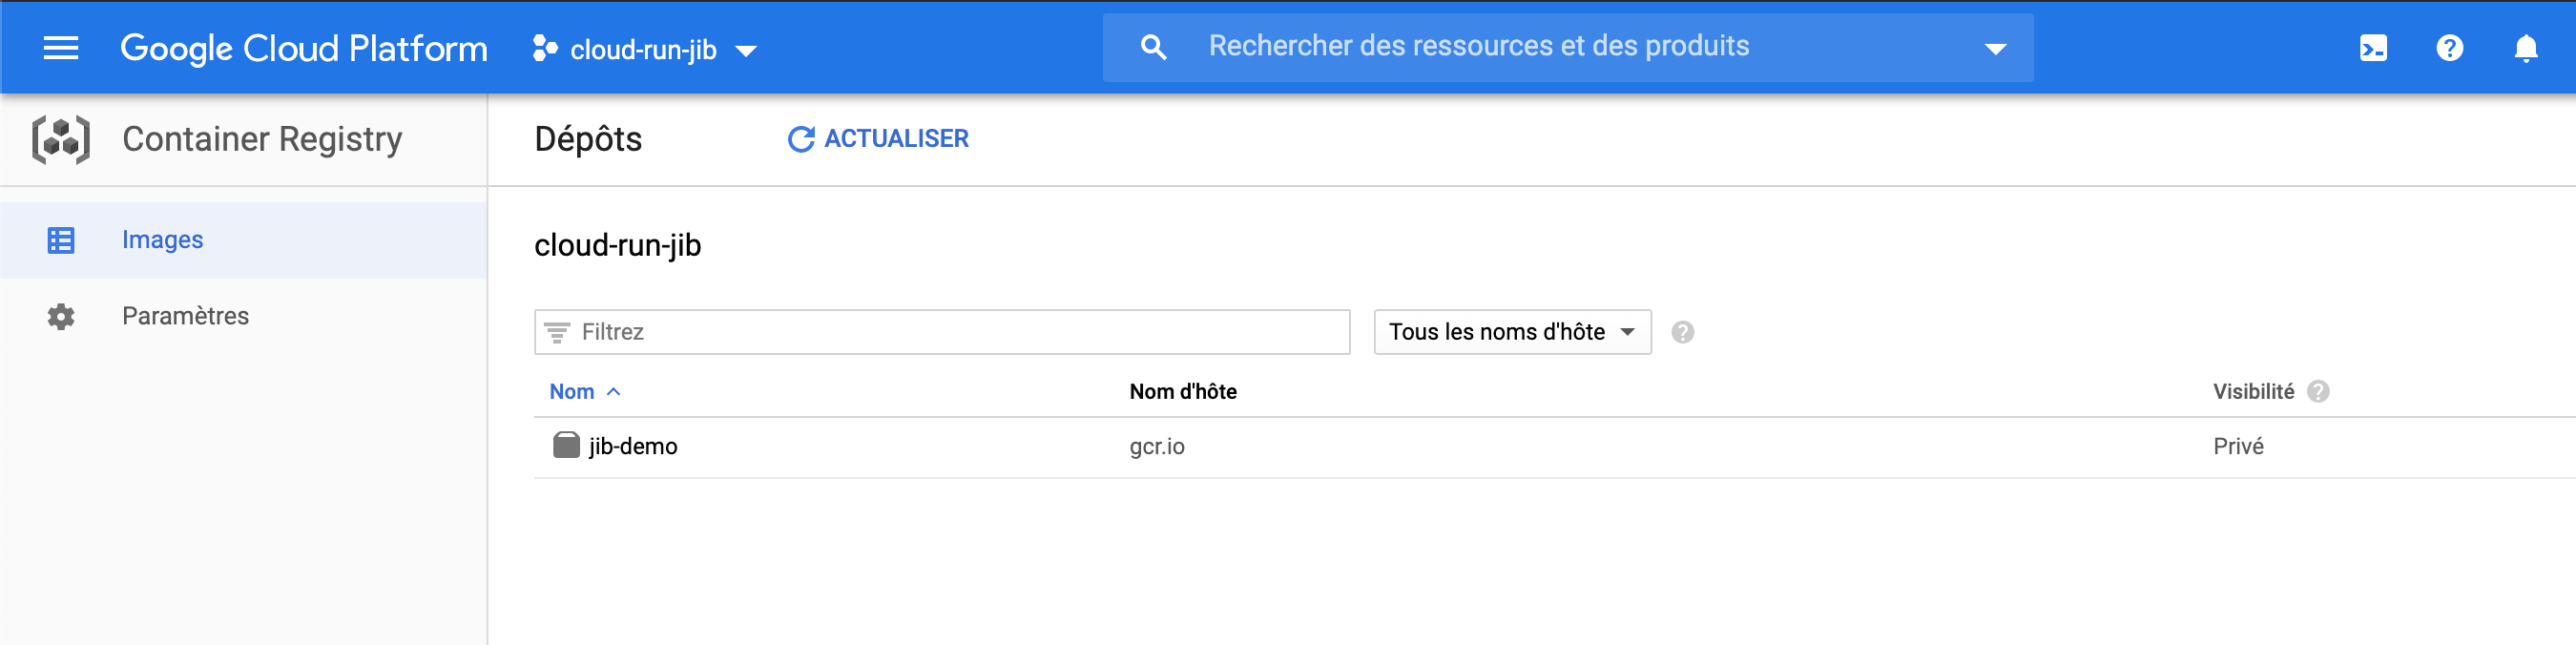 Google Cloud Platform
cloud-run-jib
Rechercher des ressources et des produits
Container Registry
Dépôts
ACTUALISER
Images
Paramètres
cloud-run-jib
Filtrez
Tous les noms d'hôte
Nom
Nom d'hôte
Visibilité
jib-demo
gcr.io
Privé